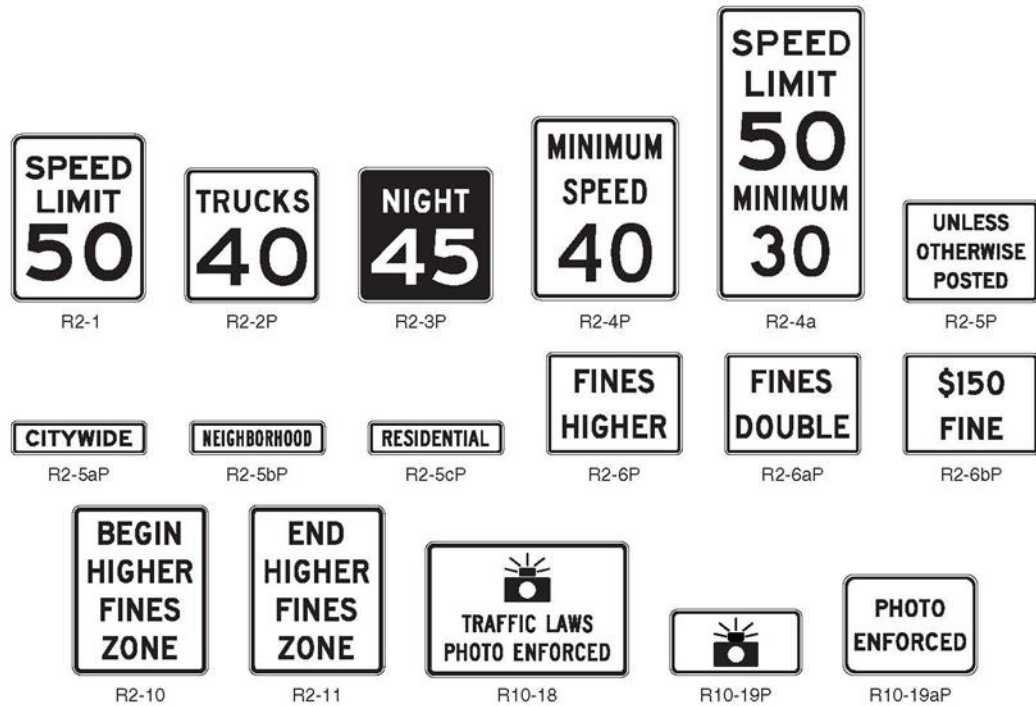 SPEED
LIMIT
50
R2-1
TRUCKS
40
R2-2P
NIGHT
45
R2-3P
MINIMUM
SPEED
40
R2-4P
SPEED
LIMIT
50
MINIMUM
30
R2-4a
UNLESS
OTHERWISE
POSTED
R2-5P
CITYWIDE
R2-5aP
NEIGHBORHOOD
R2-5bP
RESIDENTIAL
R2-5cP
FINES
HIGHER
R2-6P
FINES
DOUBLE
R2-6aP
$150
FINE
R2-6bP
BEGIN
HIGHER
FINES
ZONE
R2-10
END
HIGHER
FINES
ZONE
R2-11
TRAFFIC LAWS
PHOTO ENFORCED
R10-18
R10-19P
PHOTO
ENFORCED
R10-19aP